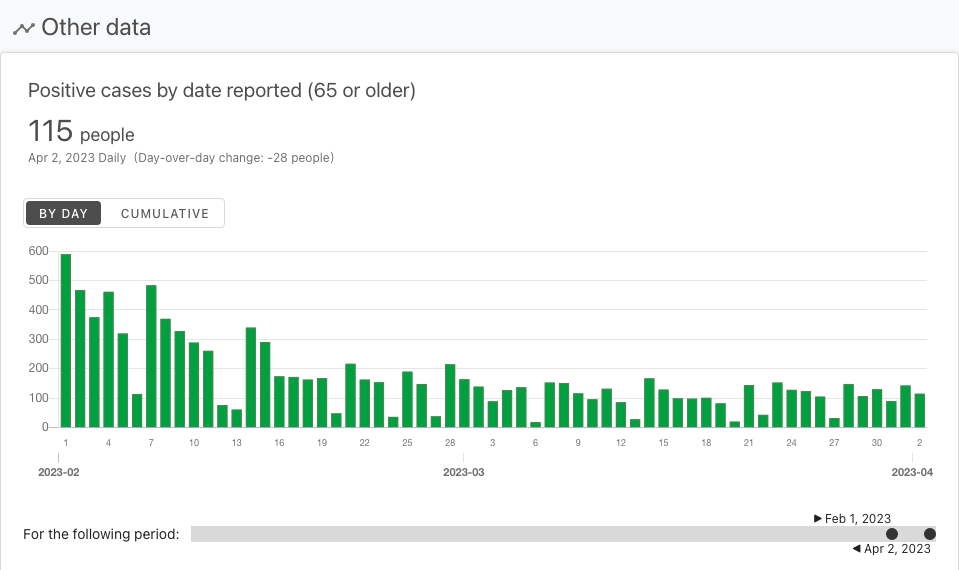 Other data
Positive cases by date reported (65 or older)
115 people
Apr 2, 2023 Daily (Day-over-day change: -28 people)
BY DAY CUMULATIVE
600
500
400
300
200
100
0
1 4 7 10 13 16 19 22 25 28 3 6 9 12 15 18 21 24 27 30 2
2023-02 2023-03 2023-04
▶ Feb 1, 2023
For the following period:
◀ Apr 2, 2023